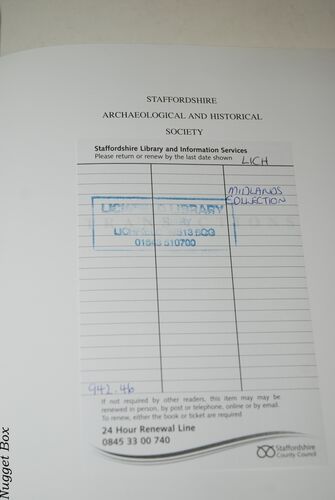 STAFFORDSHIRE
ARCHAEOLOGICAL AND HISTORICAL
SOCIETY
Staffordshire Library and Information Services
Please return or renew by the last date shown LICH
MIDLANDS
COLLECTION
LIBRARY
WS13 6QG
01543 510700
942.46
If not required by other readers, this item may may be
renewed in person, by post or telephone, online or by email.
To renew, either the book or ticket are required
24 Hour Renewal Line
0845 33 00 740
Staffordshire
County Council
Nugget Box